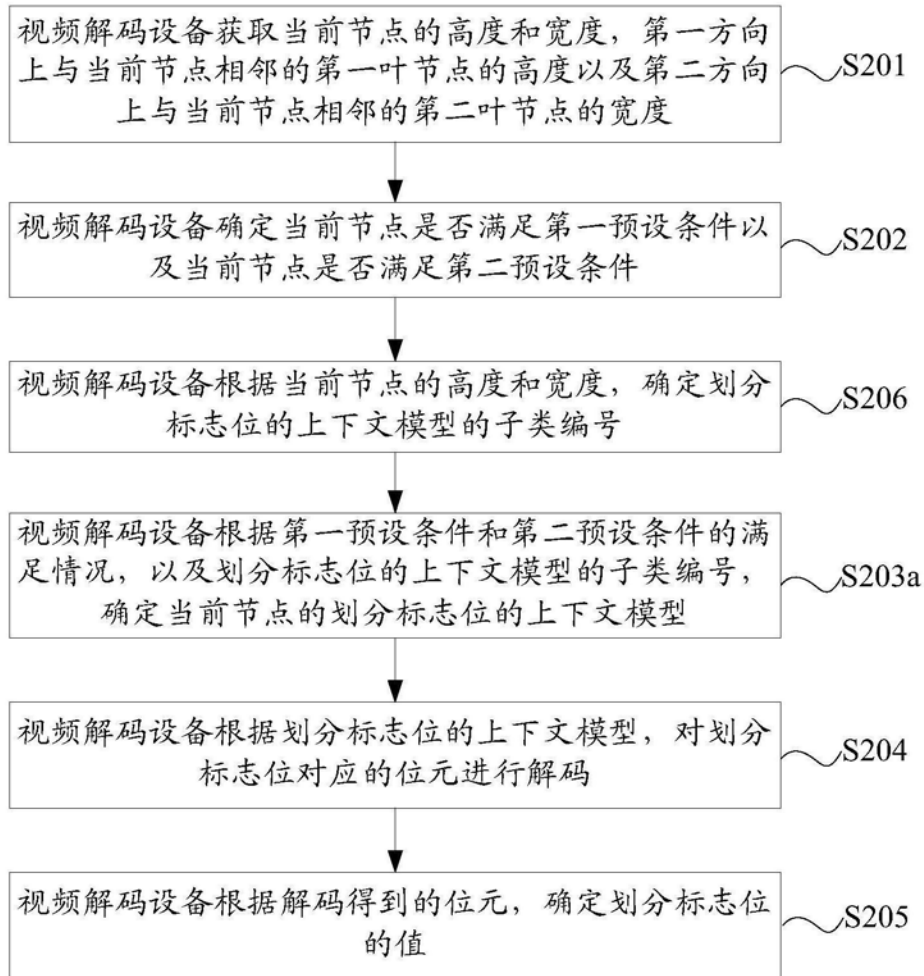 视频解码设备获取当前节点的高度和宽度，第一方向
上与当前节点相邻的第一叶节点的高度以及第二方向
上与当前节点相邻的第二叶节点的宽度
S201
视频解码设备确定当前节点是否满足第一预设条件以
及当前节点是否满足第二预设条件
S202
视频解码设备根据当前节点的高度和宽度，确定划分
标志位的上下文模型的子类编号
S206
视频解码设备根据第一预设条件和第二预设条件的满
足情况，以及划分标志位的上下文模型的子类编号，
确定当前节点的划分标志位的上下文模型
S203a
视频解码设备根据划分标志位的上下文模型，对划分
标志位对应的位元进行解码
S204
视频解码设备根据解码得到的位元，确定划分标志位
的值
S205